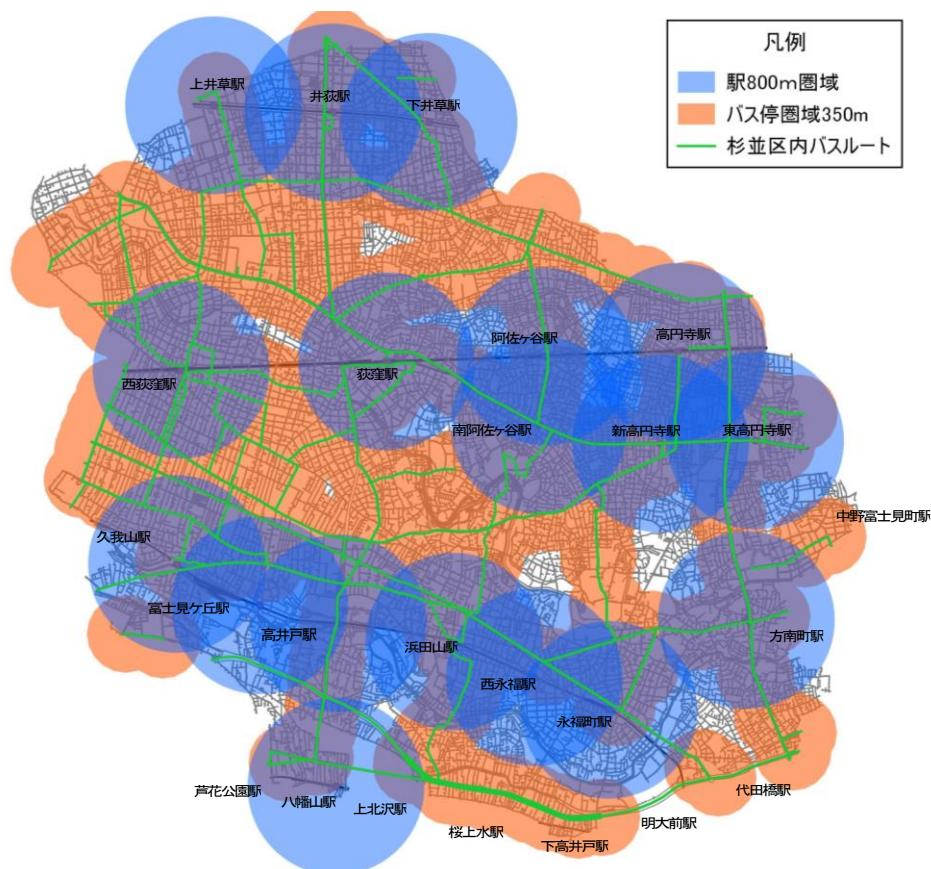 凡例
駅800m圏域
バス停圏域350m
杉並区内バスルート
上井草駅
井荻駅
下井草駅
阿佐ヶ谷駅
高円寺駅
西荻窪駅
荻窪駅
南阿佐ヶ谷駅
新高円寺駅
東高円寺駅
中野富士見町駅
久我山駅
富士見ケ丘駅
高井戸駅
浜田山駅
西永福駅
永福町駅
方南町駅
芦花公園駅
八幡山駅
上北沢駅
桜上水駅
下高井戸駅
明大前駅
代田橋駅